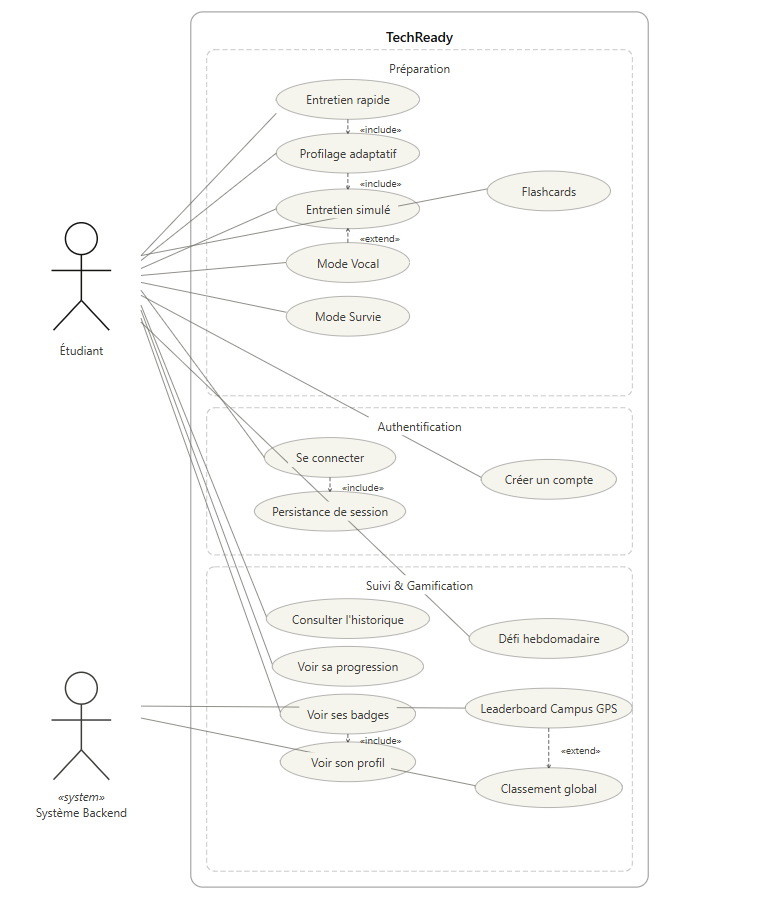 TechReady
Préparation
Entretien rapide
«include»
Profilage adaptatif
«include»
Flashcards
Entretien simulé
«extend»
Mode Vocal
Mode Survie
Étudiant
Authentification
Se connecter
Créer un compte
«include»
Persistance de session
Suivi & Gamification
Consulter l'historique
Défi hebdomadaire
Voir sa progression
Voir ses badges
Leaderboard Campus GPS
«include»
«extend»
Voir son profil
Classement global
«system»
Système Backend